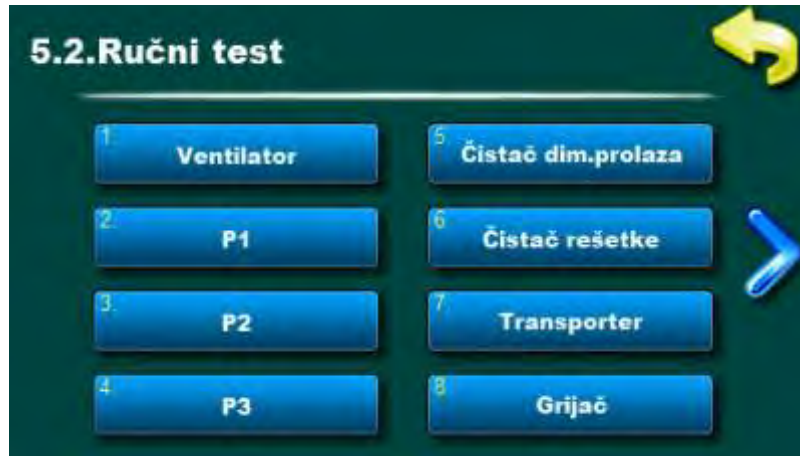 5.2.Ručni test
1. Ventilator
2. P1
3. P2
4. P3
5 Čistač dim.prolaza
6 Čistač rešetke
7 Transporter
8 Grijač